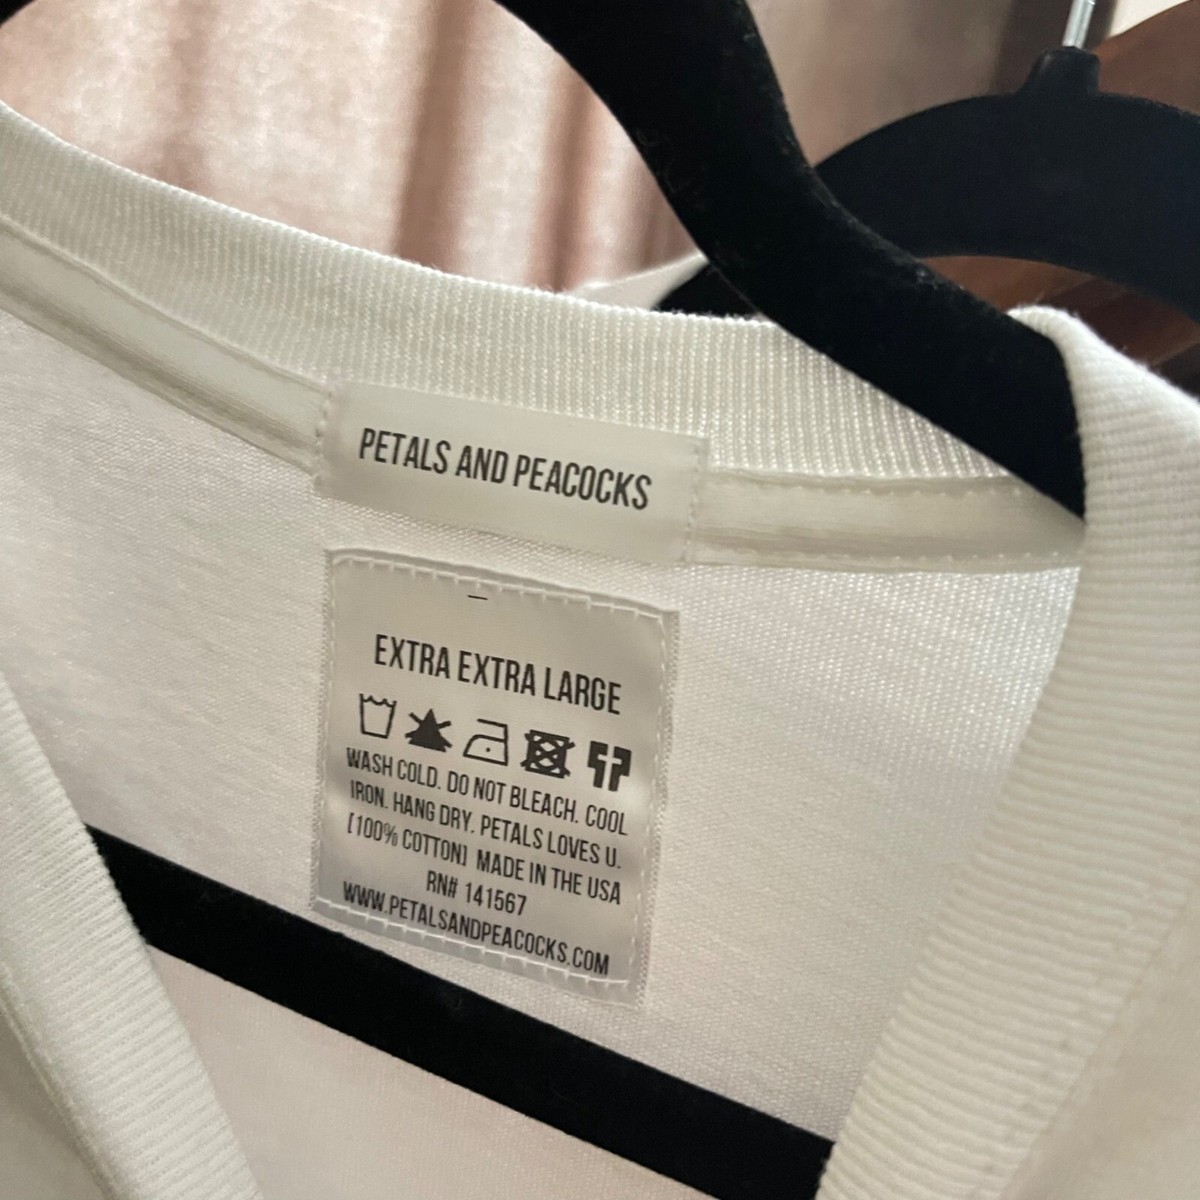 PETALS AND PEACOCKS
EXTRA EXTRA LARGE
WASH COLD. DO NOT BLEACH. COOL
IRON. HANG DRY. PETALS LOVES U.
[100% COTTON] MADE IN THE USA
RN# 141567
WWW.PETALSANDPEACOCKS.COM